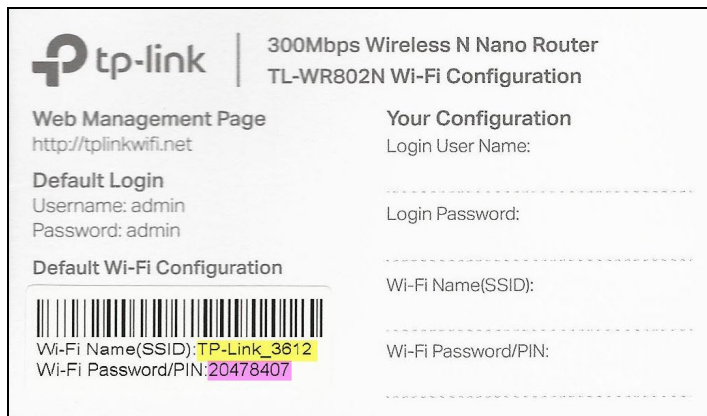 tp-link
300Mbps Wireless N Nano Router
TL-WR802N Wi-Fi Configuration
Web Management Page
http://tplinkwifi.net
Default Login
Username: admin
Password: admin
Default Wi-Fi Configuration
Wi-Fi Name(SSID):TP-Link_3612
Wi-Fi Password/PIN:20478407
Your Configuration
Login User Name:
Login Password:
Wi-Fi Name(SSID):
Wi-Fi Password/PIN: